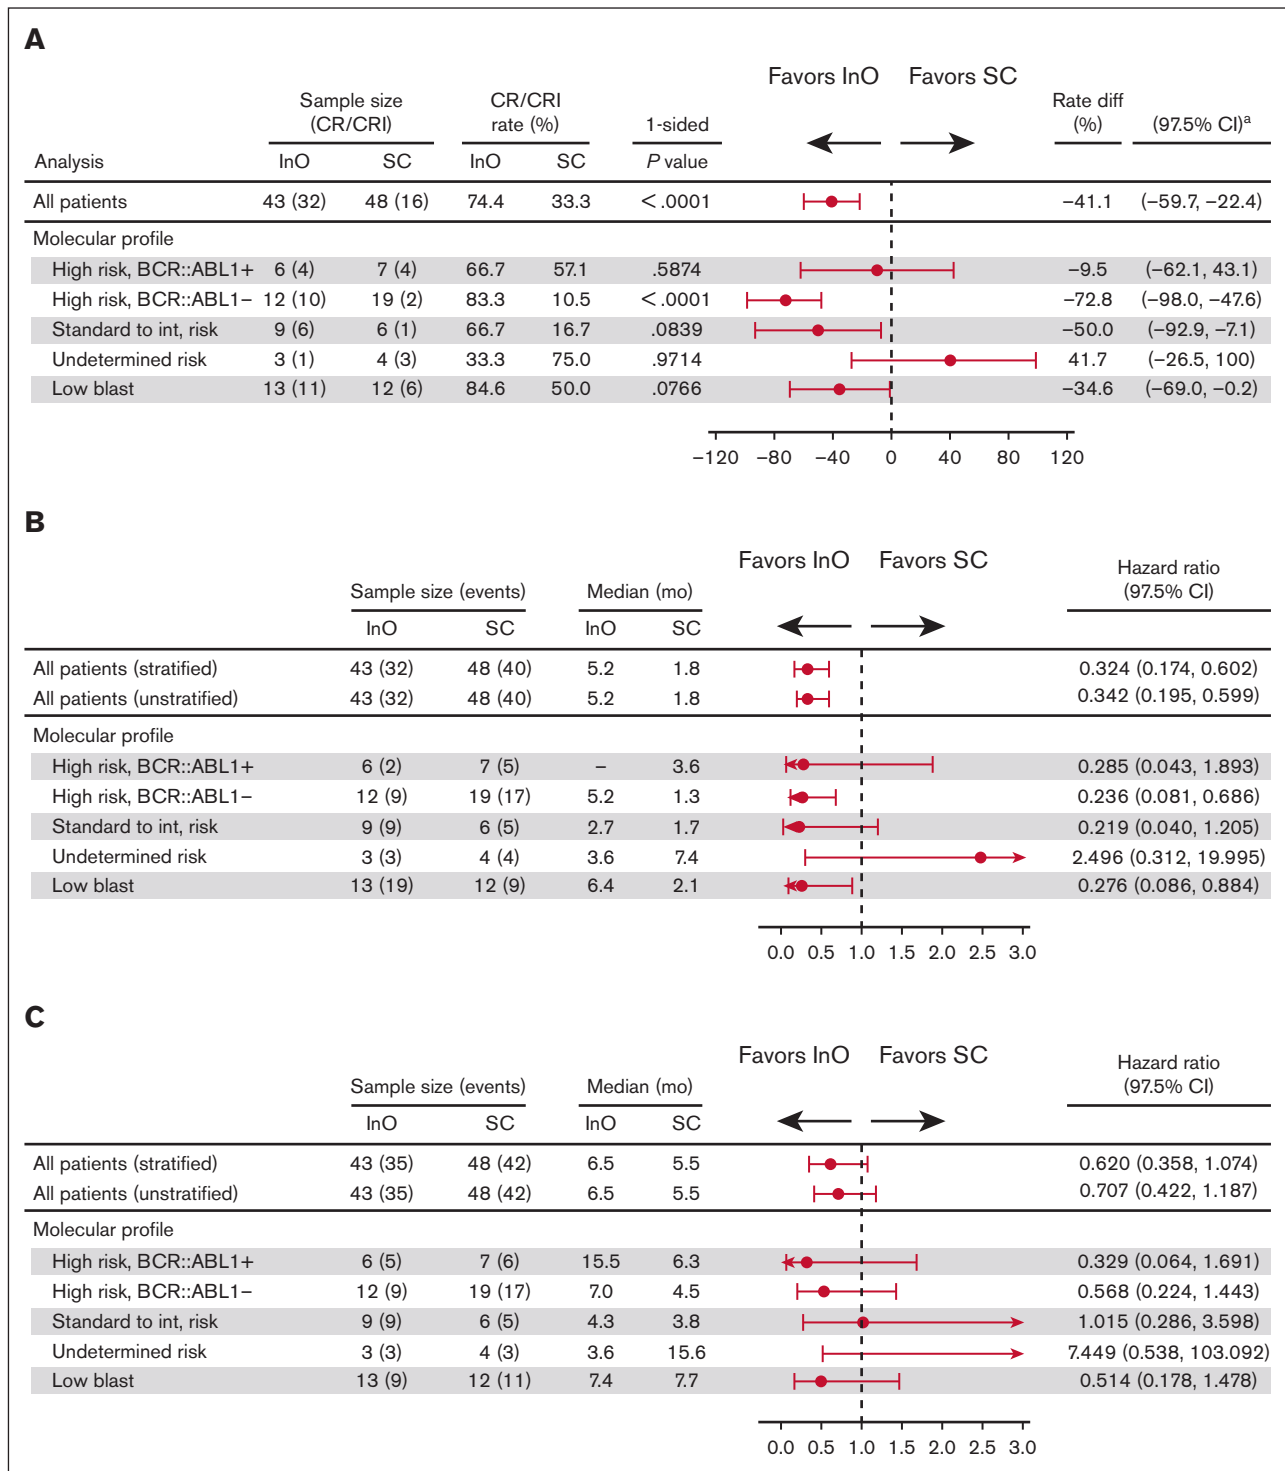 A
Favors InO Favors SC
Sample size (CR/CRI) CR/CRI rate (%) 1-sided P value Rate diff (%) (97.5% CI)a
Analysis InO SC InO SC
All patients 43 (32) 48 (16) 74.4 33.3 <.0001 −41.1 (−59.7, −22.4)
Molecular profile
High risk, BCR::ABL1+ 6 (4) 7 (4) 66.7 57.1 .5874 −9.5 (−62.1, 43.1)
High risk, BCR::ABL1− 12 (10) 19 (2) 83.3 10.5 <.0001 −72.8 (−98.0, −47.6)
Standard to int, risk 9 (6) 6 (1) 66.7 16.7 .0839 −50.0 (−92.9, −7.1)
Undetermined risk 3 (1) 4 (3) 33.3 75.0 .9714 41.7 (−26.5, 100)
Low blast 13 (11) 12 (6) 84.6 50.0 .0766 −34.6 (−69.0, −0.2)
−120 −80 −40 0 40 80 120
B
Favors InO Favors SC
Sample size (events) Median (mo) Hazard ratio (97.5% CI)
InO SC InO SC
All patients (stratified) 43 (32) 48 (40) 5.2 1.8 0.324 (0.174, 0.602)
All patients (unstratified) 43 (32) 48 (40) 5.2 1.8 0.342 (0.195, 0.599)
Molecular profile
High risk, BCR::ABL1+ 6 (2) 7 (5) – 3.6 0.285 (0.043, 1.893)
High risk, BCR::ABL1− 12 (9) 19 (17) 5.2 1.3 0.236 (0.081, 0.686)
Standard to int, risk 9 (9) 6 (5) 2.7 1.7 0.219 (0.040, 1.205)
Undetermined risk 3 (3) 4 (4) 3.6 7.4 2.496 (0.312, 19.995)
Low blast 13 (19) 12 (9) 6.4 2.1 0.276 (0.086, 0.884)
0.0 0.5 1.0 1.5 2.0 2.5 3.0
C
Favors InO Favors SC
Sample size (events) Median (mo) Hazard ratio (97.5% CI)
InO SC InO SC
All patients (stratified) 43 (35) 48 (42) 6.5 5.5 0.620 (0.358, 1.074)
All patients (unstratified) 43 (35) 48 (42) 6.5 5.5 0.707 (0.422, 1.187)
Molecular profile
High risk, BCR::ABL1+ 6 (5) 7 (6) 15.5 6.3 0.329 (0.064, 1.691)
High risk, BCR::ABL1− 12 (9) 19 (17) 7.0 4.5 0.568 (0.224, 1.443)
Standard to int, risk 9 (9) 6 (5) 4.3 3.8 1.015 (0.286, 3.598)
Undetermined risk 3 (3) 4 (3) 3.6 15.6 7.449 (0.538, 103.092)
Low blast 13 (9) 12 (11) 7.4 7.7 0.514 (0.178, 1.478)
0.0 0.5 1.0 1.5 2.0 2.5 3.0